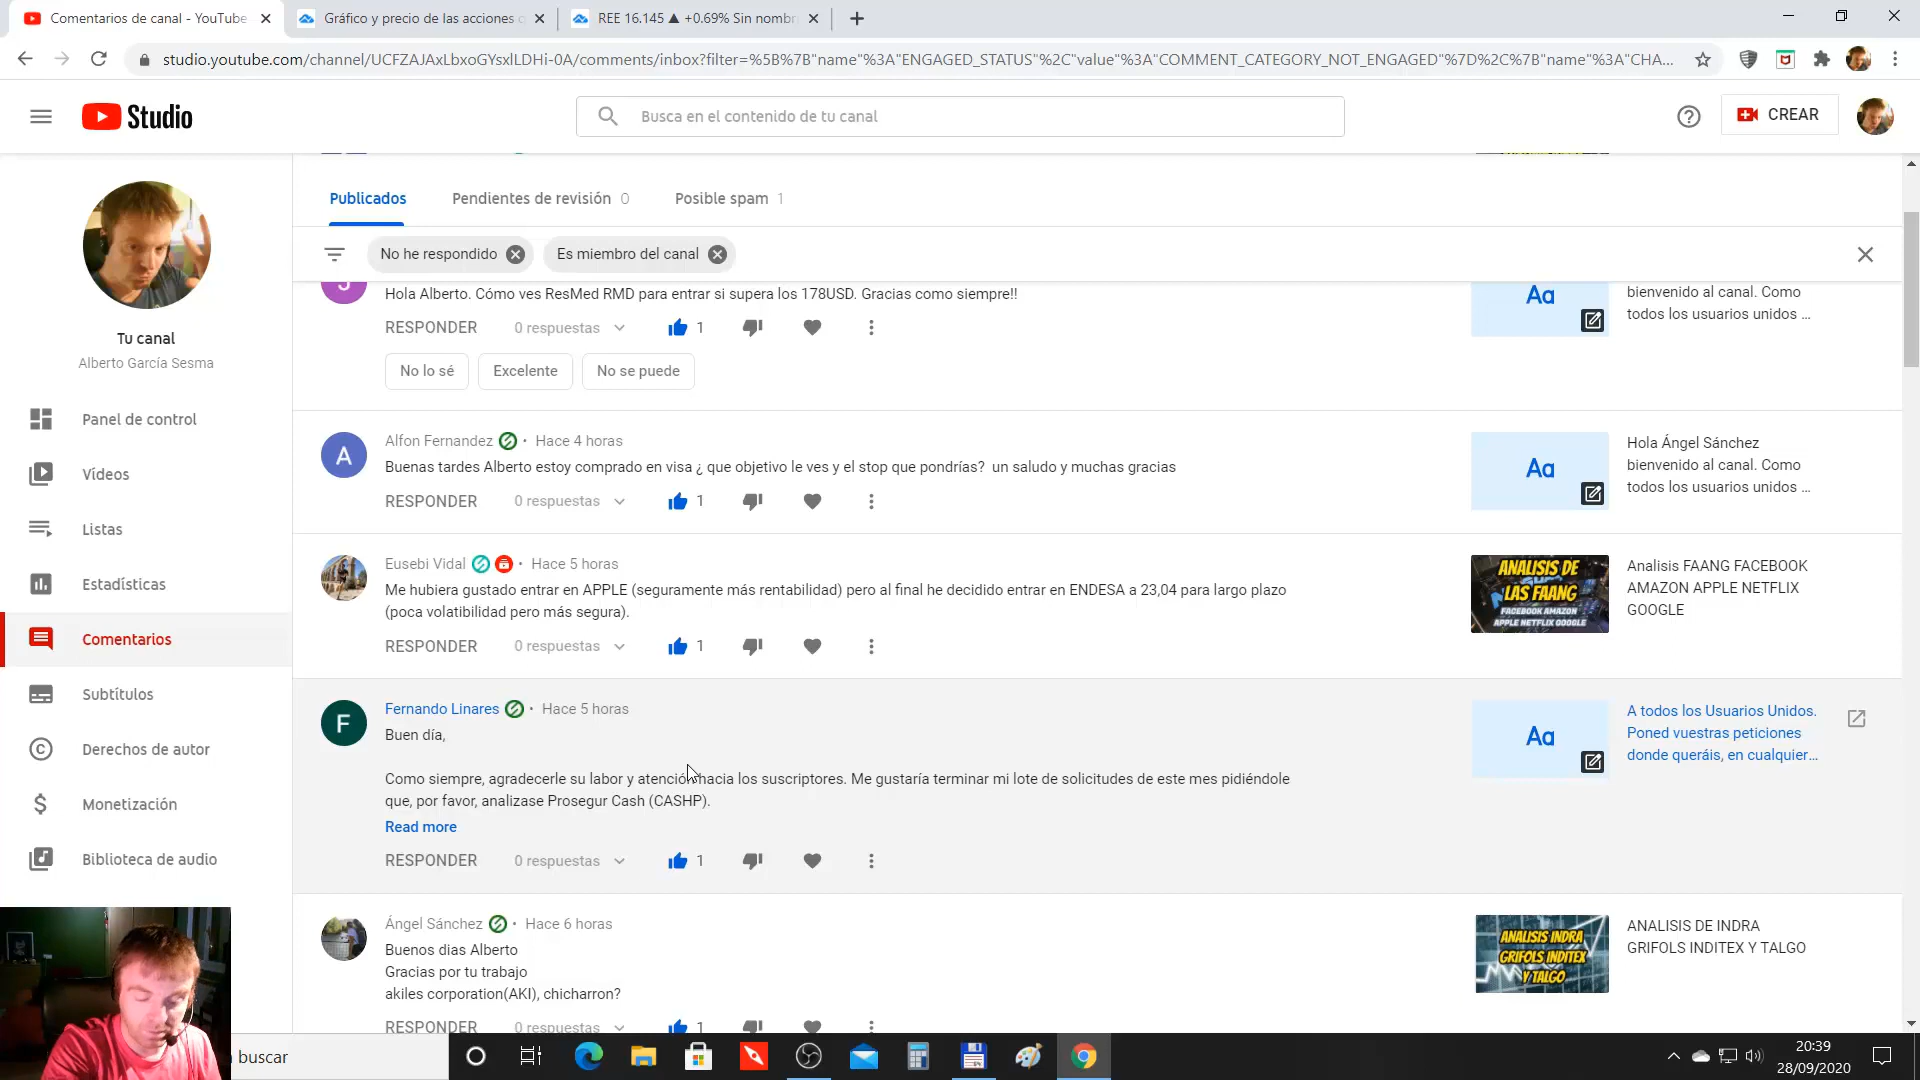 Comentarios de canal - YouTube
Gráfico y precio de las acciones c
REE 16.145 ▲ +0.69% Sin nombr
studio.youtube.com/channel/UCFZAJAxLbxoGYsxlLDHi-0A/comments/inbox?filter=%5B%7B"name"%3A"ENGAGED_STATUS"%2C"value"%3A"COMMENT_CATEGORY_NOT_ENGAGED"%7D%2C%7B"name"%3A"CHA...
Studio
Busca en el contenido de tu canal
CREAR
Tu canal
Alberto García Sesma
Panel de control
Vídeos
Listas
Estadísticas
Comentarios
Subtítulos
Derechos de autor
Monetización
Biblioteca de audio
Publicados
Pendientes de revisión 0
Posible spam 1
No he respondido
Es miembro del canal
Hola Alberto. Cómo ves ResMed RMD para entrar si supera los 178USD. Gracias como siempre!!
RESPONDER 0 respuestas 1
No lo sé
Excelente
No se puede
Aa
bienvenido al canal. Como
todos los usuarios unidos ...
A
Alfon Fernandez • Hace 4 horas
Buenas tardes Alberto estoy comprado en visa ¿ que objetivo le ves y el stop que pondrías? un saludo y muchas gracias
RESPONDER 0 respuestas 1
Aa
Hola Ángel Sánchez
bienvenido al canal. Como
todos los usuarios unidos ...
Eusebi Vidal • Hace 5 horas
Me hubiera gustado entrar en APPLE (seguramente más rentabilidad) pero al final he decidido entrar en ENDESA a 23,04 para largo plazo
(poca volatibilidad pero más segura).
RESPONDER 0 respuestas 1
ANALISIS DE
LAS FAANG
FACEBOOK AMAZON
APPLE NETFLIX GOOGLE
Analisis FAANG FACEBOOK
AMAZON APPLE NETFLIX
GOOGLE
F
Fernando Linares • Hace 5 horas
Buen día,
Como siempre, agradecerle su labor y atención hacia los suscriptores. Me gustaría terminar mi lote de solicitudes de este mes pidiéndole
que, por favor, analizase Prosegur Cash (CASHP).
Read more
RESPONDER 0 respuestas 1
Aa
A todos los Usuarios Unidos.
Poned vuestras peticiones
donde queráis, en cualquier...
Ángel Sánchez • Hace 6 horas
Buenos dias Alberto
Gracias por tu trabajo
akiles corporation(AKI), chicharron?
RESPONDER 0 respuestas 1
ANALISIS INDRA
GRIFOLS INDITEX
Y TALGO
ANALISIS DE INDRA
GRIFOLS INDITEX Y TALGO
buscar
20:39
28/09/2020